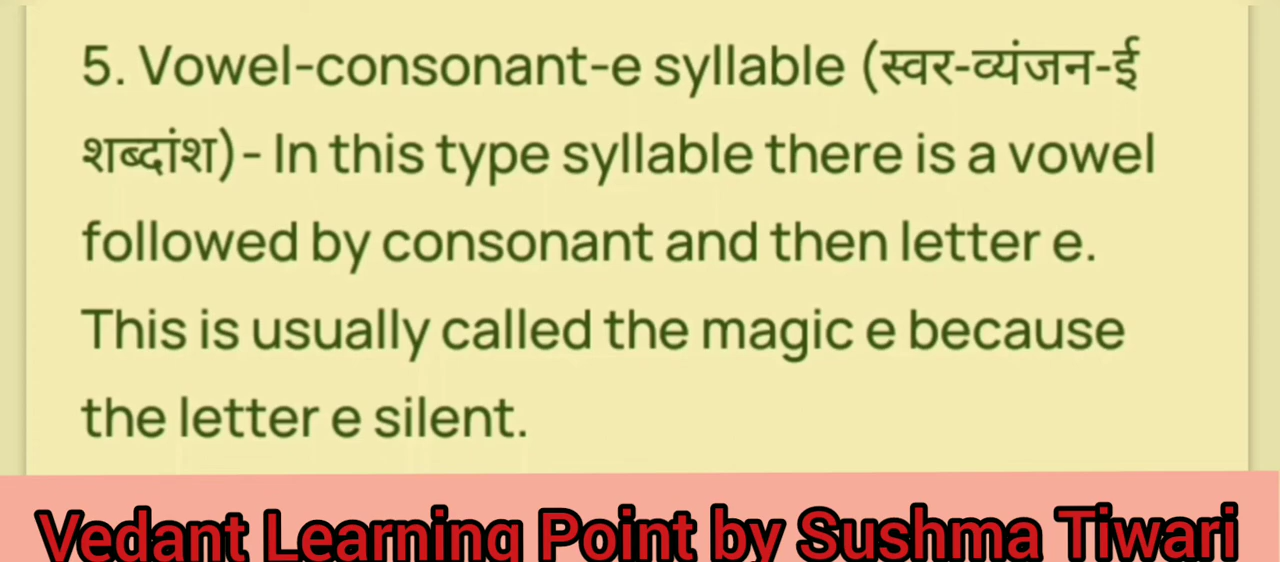 5. Vowel-consonant-e syllable (स्वर-व्यंजन-ई
शब्दांश)- In this type syllable there is a vowel
followed by consonant and then letter e.
This is usually called the magic e because
the letter e silent.
Vedant Learning Point by Sushma Tiwari